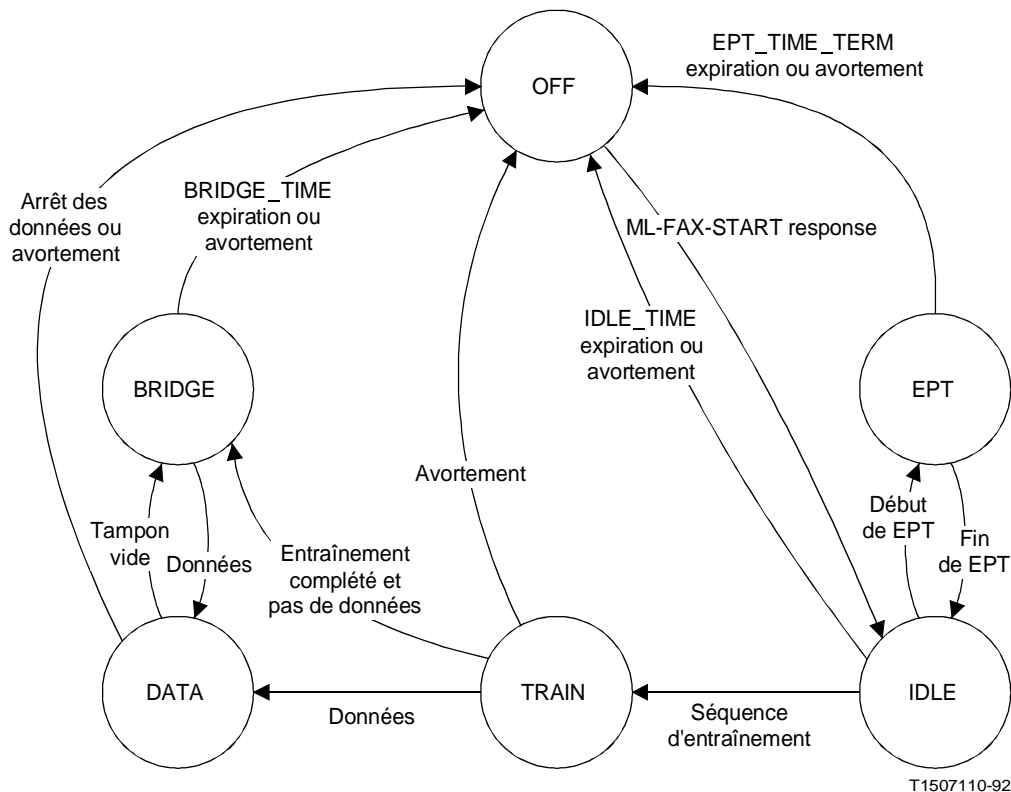 EPT_TIME_TERM
expiration ou avortement
OFF
BRIDGE_TIME
expiration ou
avortement
Arrêt des
données ou
avortement
ML-FAX-START response
IDLE_TIME
expiration ou
avortement
BRIDGE
EPT
Avortement
Début
de EPT
Fin
de EPT
Tampon
vide
Données
Entraînement
complété et
pas de données
DATA
TRAIN
IDLE
Données
Séquence
d'entraînement
T1507110-92